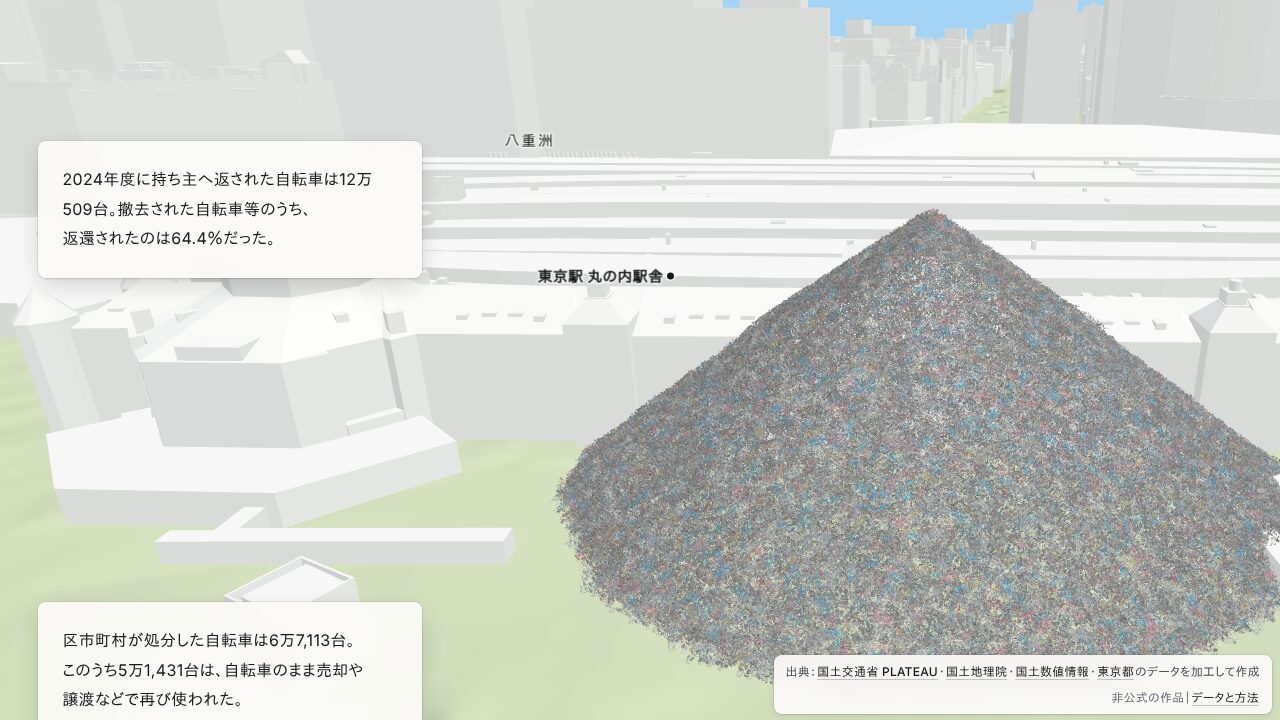 八重洲
2024年度に持ち主へ返された自転車は12万
509台。撤去された自転車等のうち、
返還されたのは64.4%だった。
東京駅 丸の内駅舎
区市町村が処分した自転車は6万7,113台。
このうち5万1,431台は、自転車のまま売却や
譲渡などで再び使われた。
出典: 国土交通省 PLATEAU · 国土地理院 · 国土数値情報 · 東京都のデータを加工して作成
非公式の作品 | データと方法